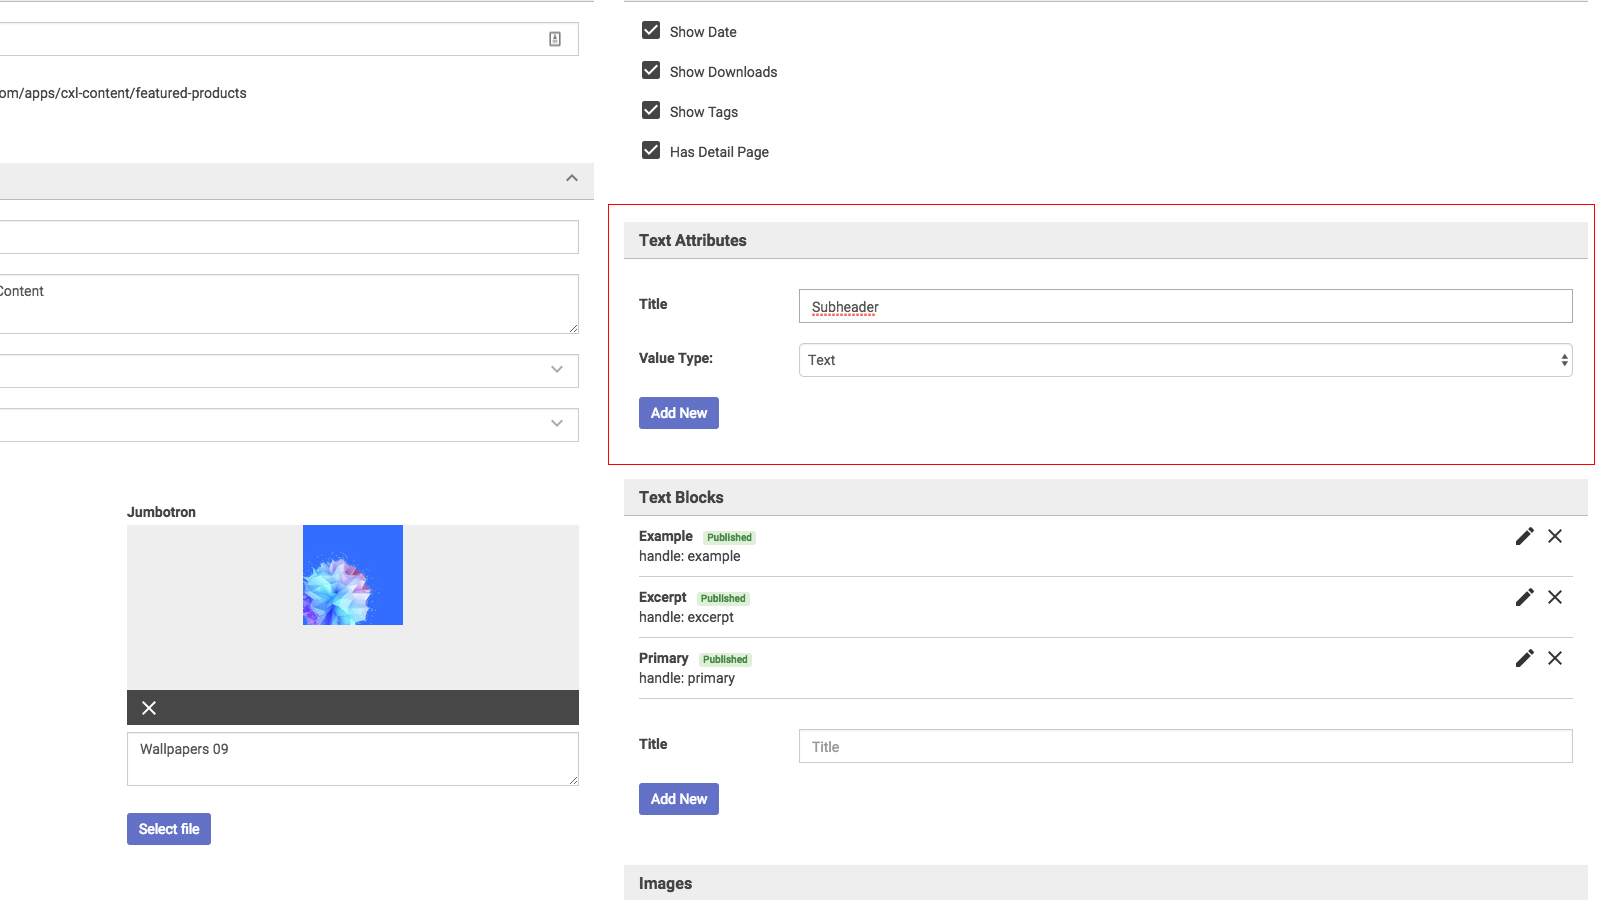 om/apps/cxl-content/featured-products
Content
Jumbotron
Wallpapers 09
Select file
Show Date
Show Downloads
Show Tags
Has Detail Page
Text Attributes
Title Subheader
Value Type: Text
Add New
Text Blocks
Example Published
handle: example
Excerpt Published
handle: excerpt
Primary Published
handle: primary
Title Title
Add New
Images